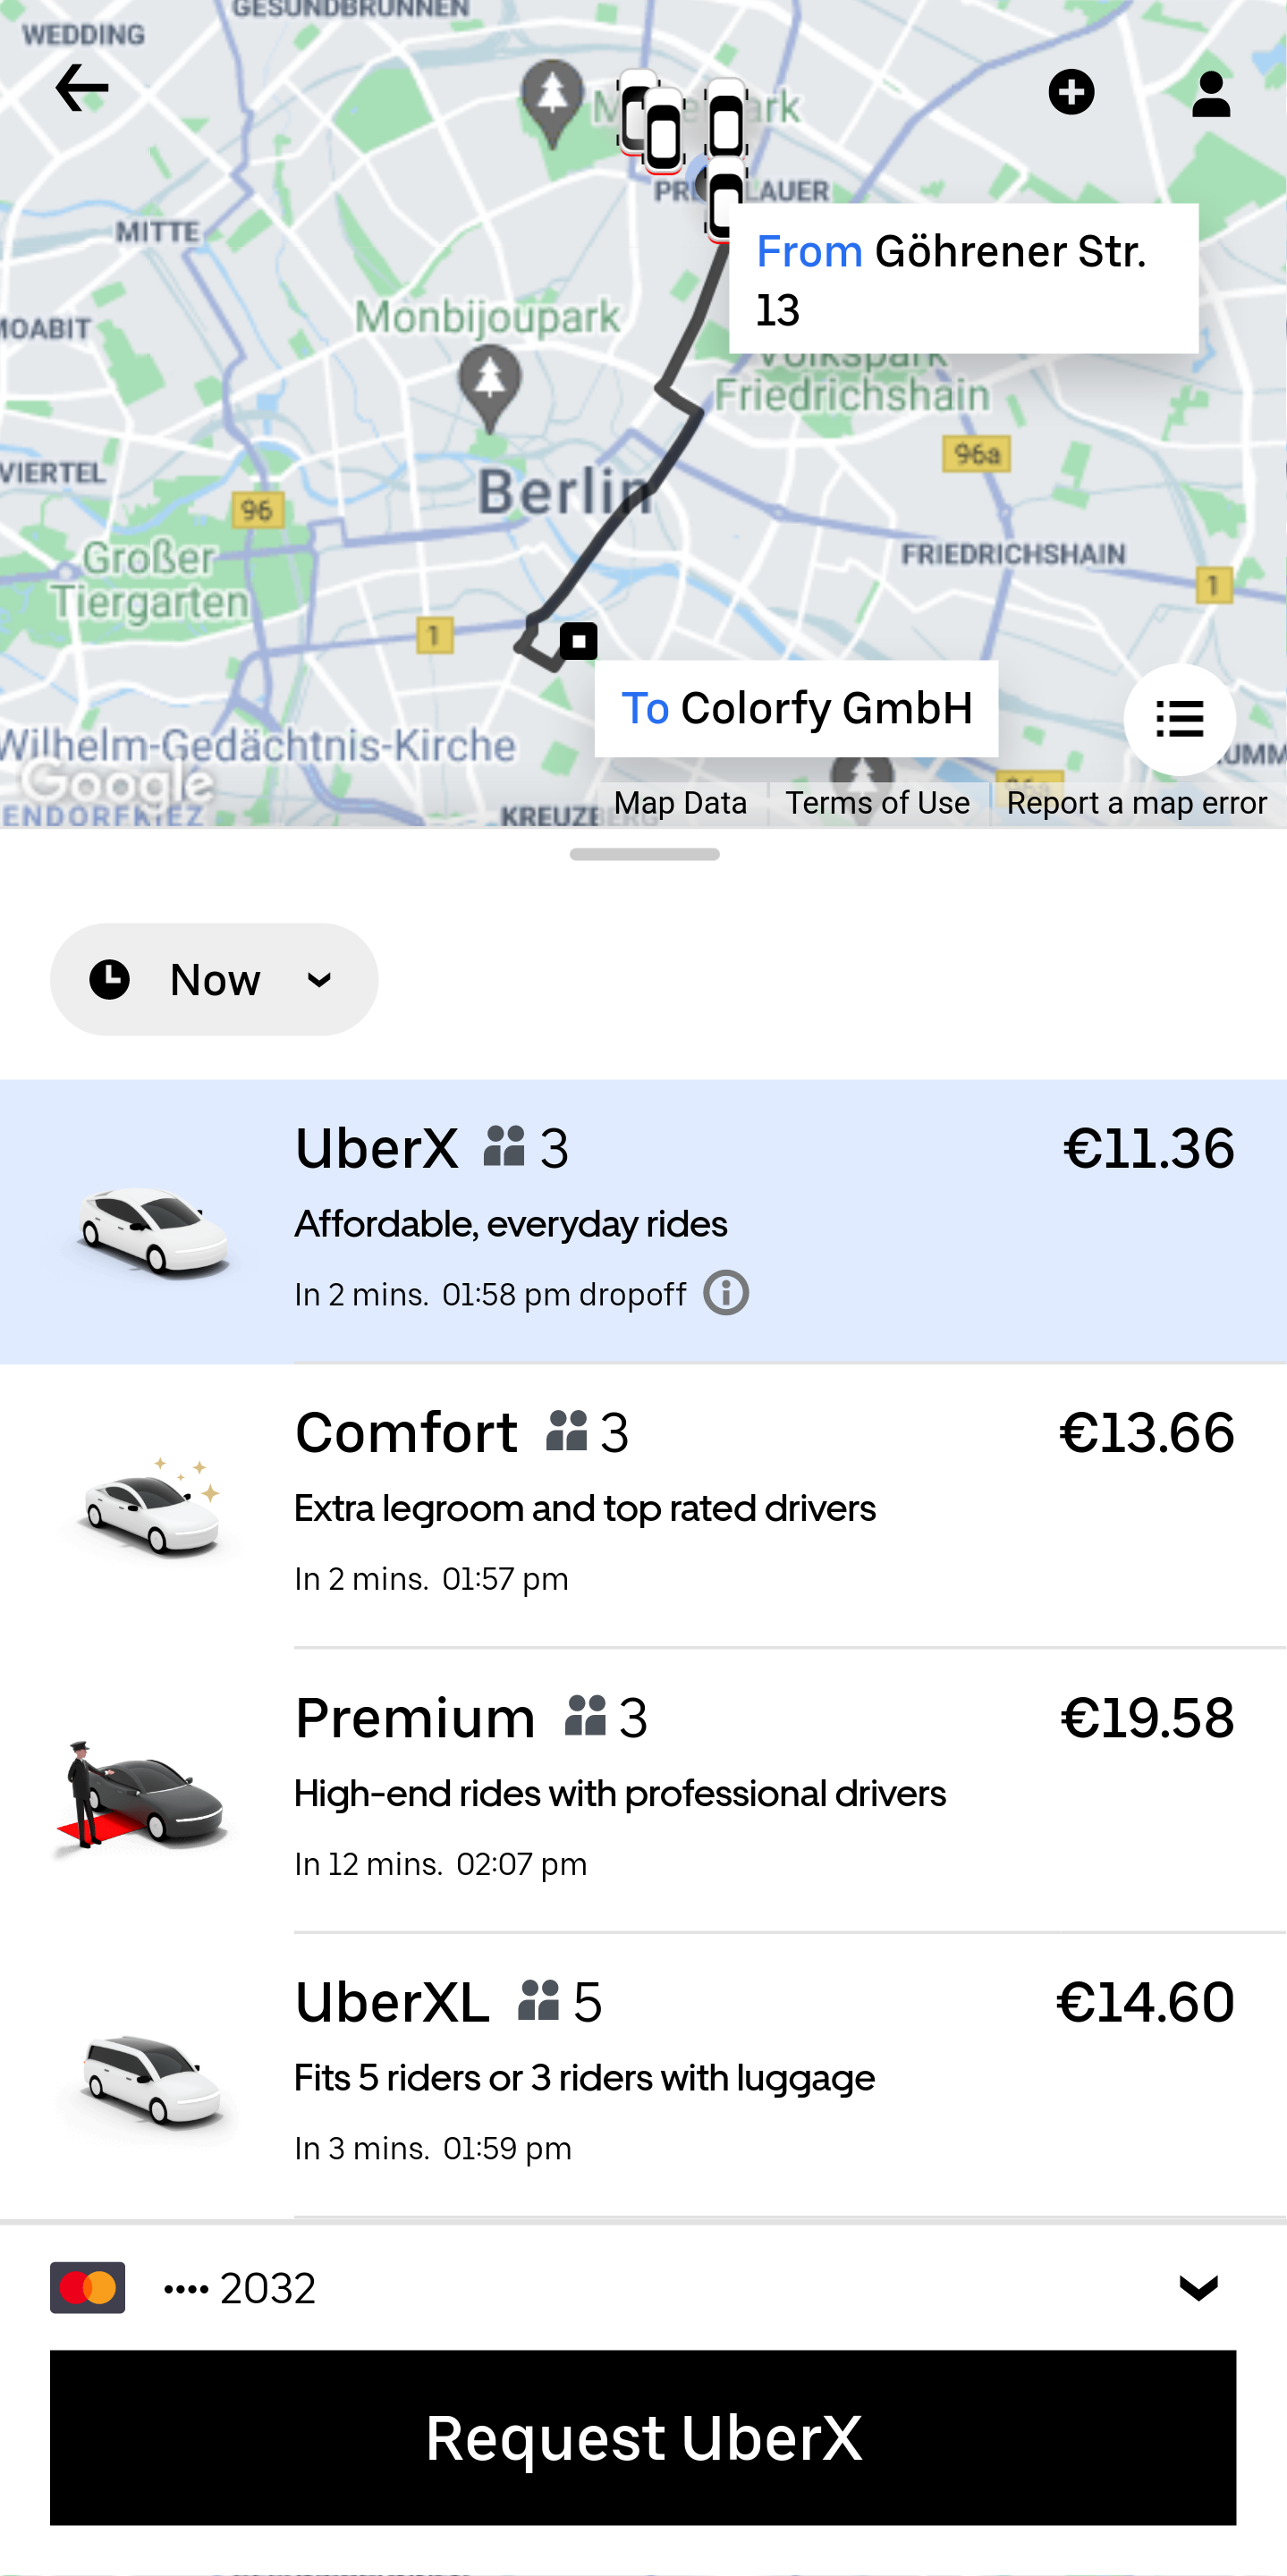 GESUNDBRUNNEN
WEDDING
PRENZLAUER
MITTE
From Göhrener Str.
13
Monbijoupark
MOABIT
Volkspark
Friedrichshain
96a
VIERTEL
Berlin
96
FRIEDRICHSHAIN
Großer
Tiergarten
1
1
To Colorfy GmbH
Wilhelm-Gedächtnis-Kirche
Google
96a
KREUZBERG
Map Data
Terms of Use
Report a map error
Now
UberX 3 €11.36
Affordable, everyday rides
In 2 mins. 01:58 pm dropoff
Comfort 3 €13.66
Extra legroom and top rated drivers
In 2 mins. 01:57 pm
Premium 3 €19.58
High-end rides with professional drivers
In 12 mins. 02:07 pm
UberXL 5 €14.60
Fits 5 riders or 3 riders with luggage
In 3 mins. 01:59 pm
•••• 2032
Request UberX